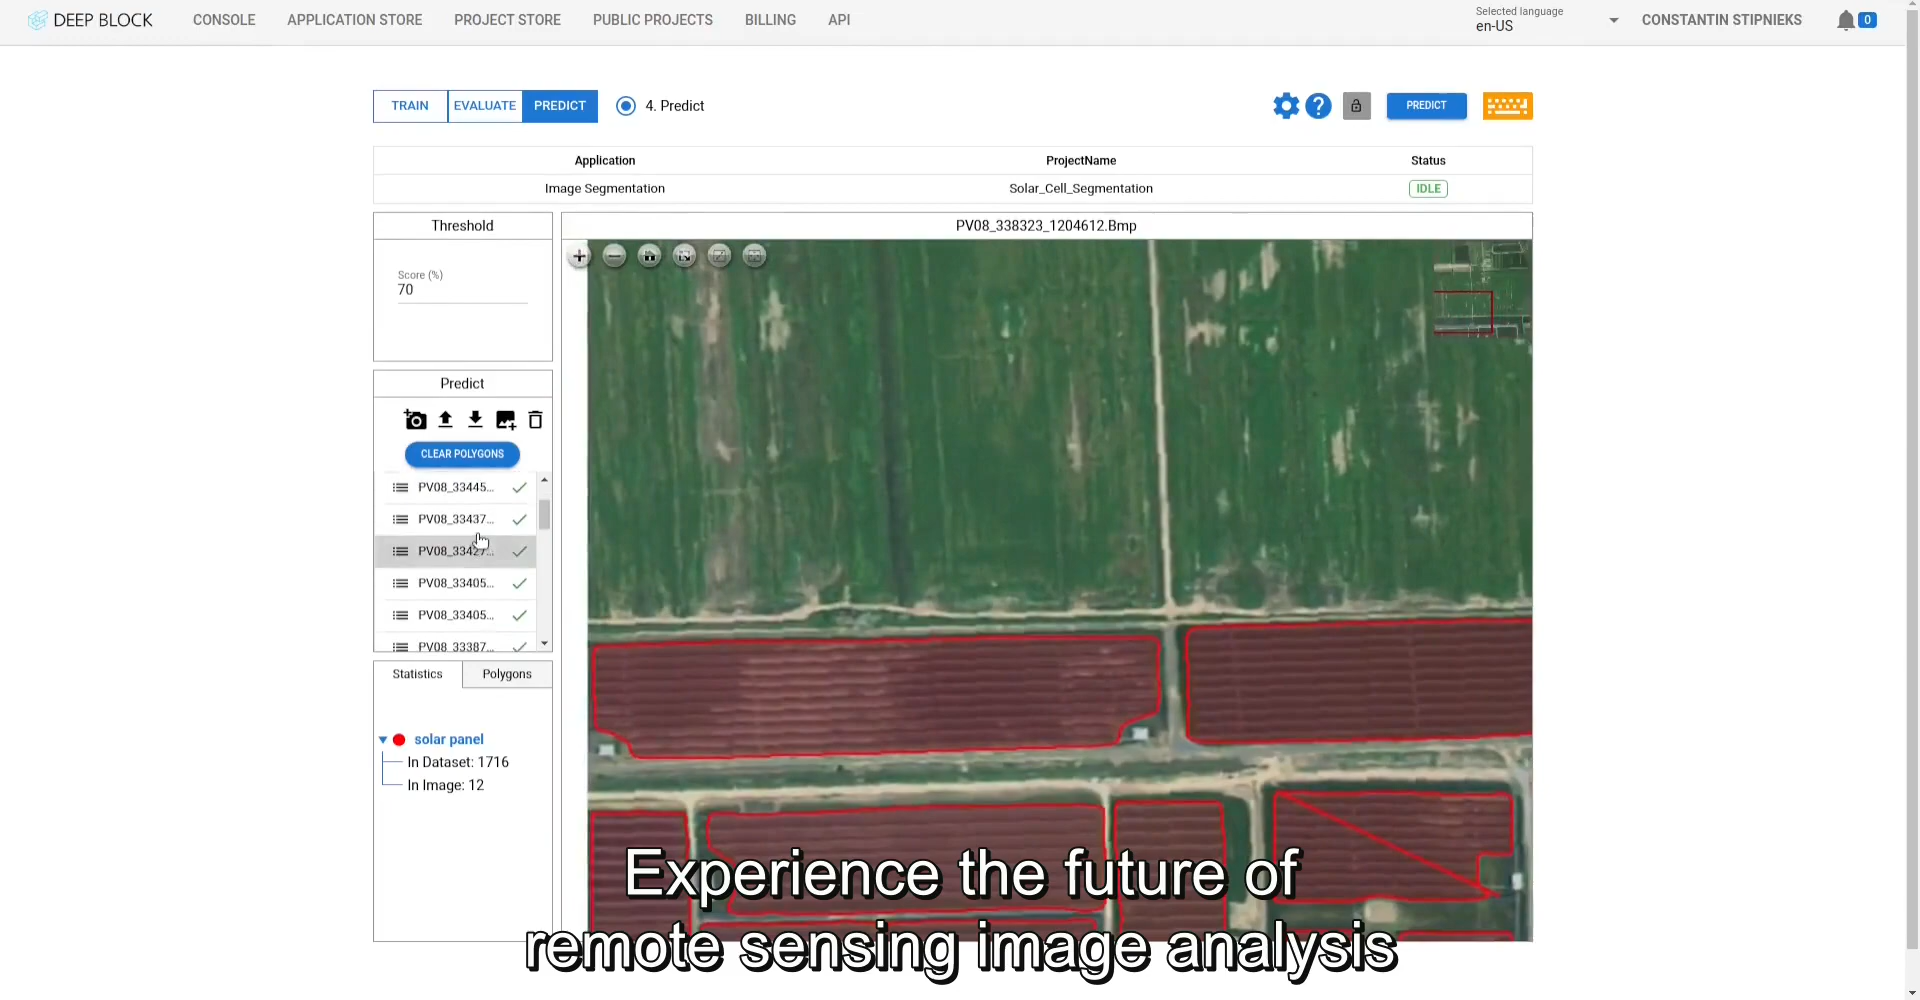 DEEP BLOCK
CONSOLE
APPLICATION STORE
PROJECT STORE
PUBLIC PROJECTS
BILLING
API
Selected language
en-US
CONSTANTIN STIPNIEKS
0
TRAIN
EVALUATE
PREDICT
4. Predict
PREDICT
Application
ProjectName
Status
Image Segmentation
Solar_Cell_Segmentation
IDLE
Threshold
PV08_338323_1204612.Bmp
Score (%)
70
Predict
CLEAR POLYGONS
PV08_33445...
PV08_33437...
PV08_33427...
PV08_33405...
PV08_33405...
PV08_33387...
Statistics
Polygons
solar panel
In Dataset: 1716
In Image: 12
Experience the future of
remote sensing image analysis